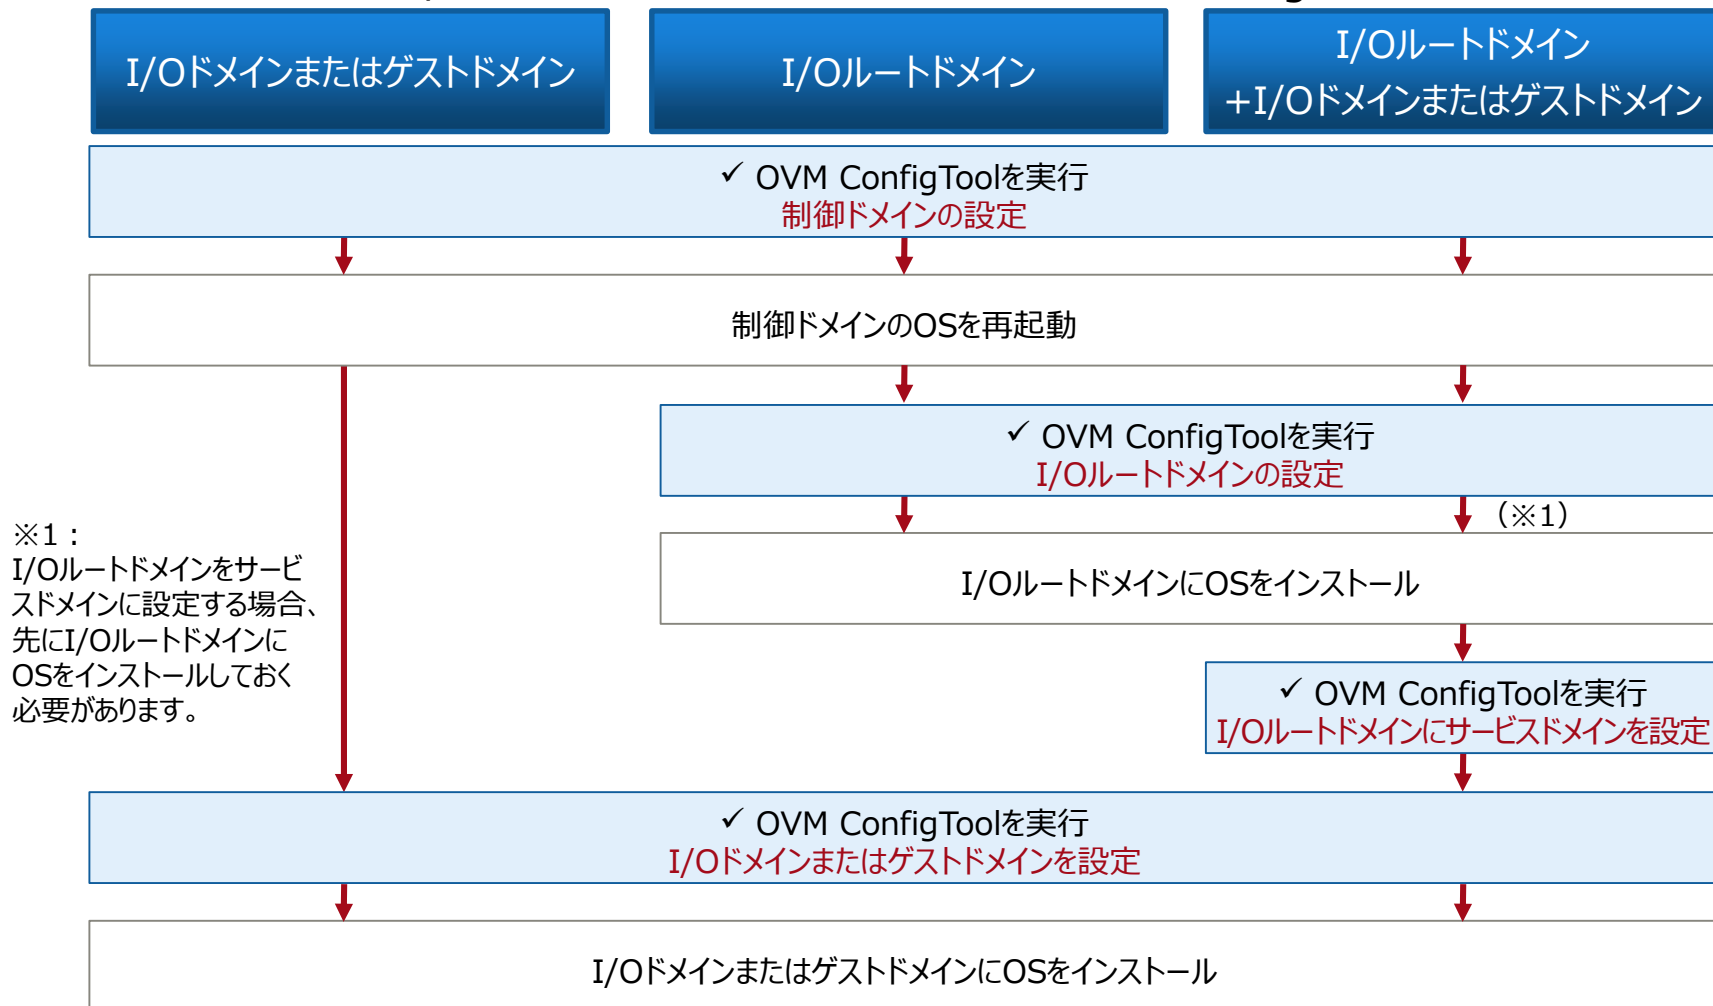 I/Oドメインまたはゲストドメイン
I/Oルートドメイン
I/Oルートドメイン
+I/Oドメインまたはゲストドメイン
✓ OVM ConfigToolを実行
制御ドメインの設定
制御ドメインのOSを再起動
✓ OVM ConfigToolを実行
I/Oルートドメインの設定
(※1)
※1:
I/Oルートドメインをサービ
スドメインに設定する場合、
先にI/Oルートドメインに
OSをインストールしておく
必要があります。
I/OルートドメインにOSをインストール
✓ OVM ConfigToolを実行
I/Oルートドメインにサービスドメインを設定
✓ OVM ConfigToolを実行
I/Oドメインまたはゲストドメインを設定
I/OドメインまたはゲストドメインにOSをインストール